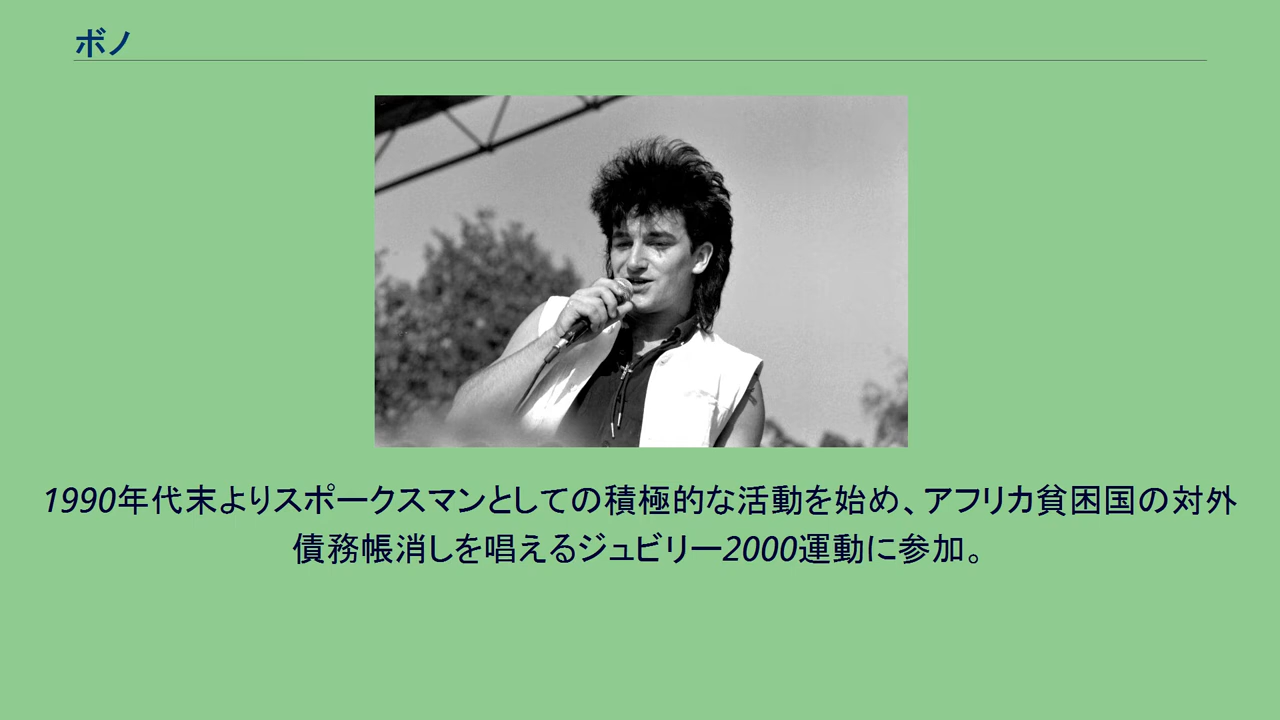 ボノ
1990年代末よりスポークスマンとしての積極的な活動を始め、アフリカ貧困国の対外
債務帳消しを唱えるジュビリー2000運動に参加。